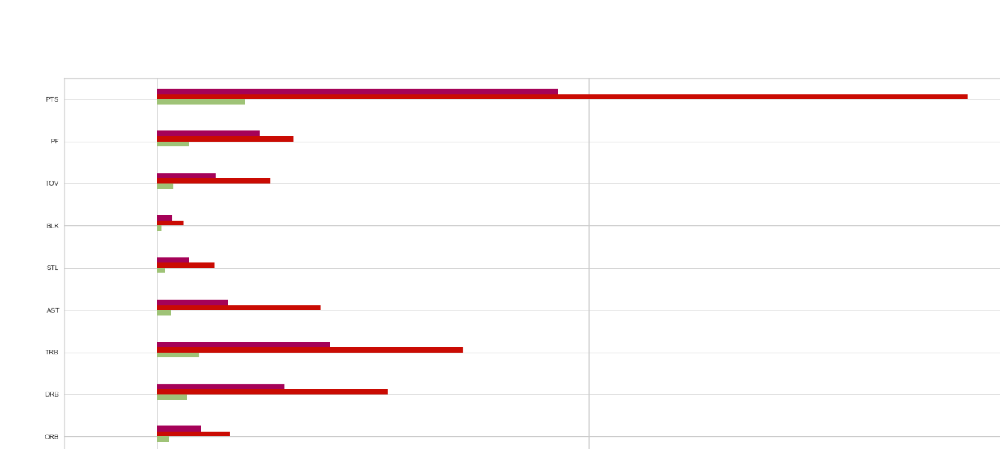 PTS
PF
TOV
BLK
STL
AST
TRB
DRB
ORB